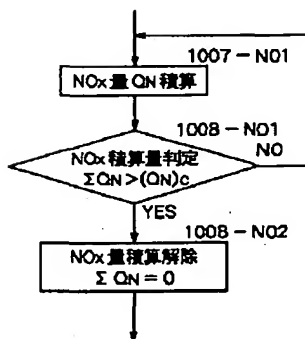 1007-N01
NOx量QN積算
1008-N01
NOx積算量判定
ΣQN>(QN)c
NO
YES
1008-N02
NOx量積算解除
ΣQN=0